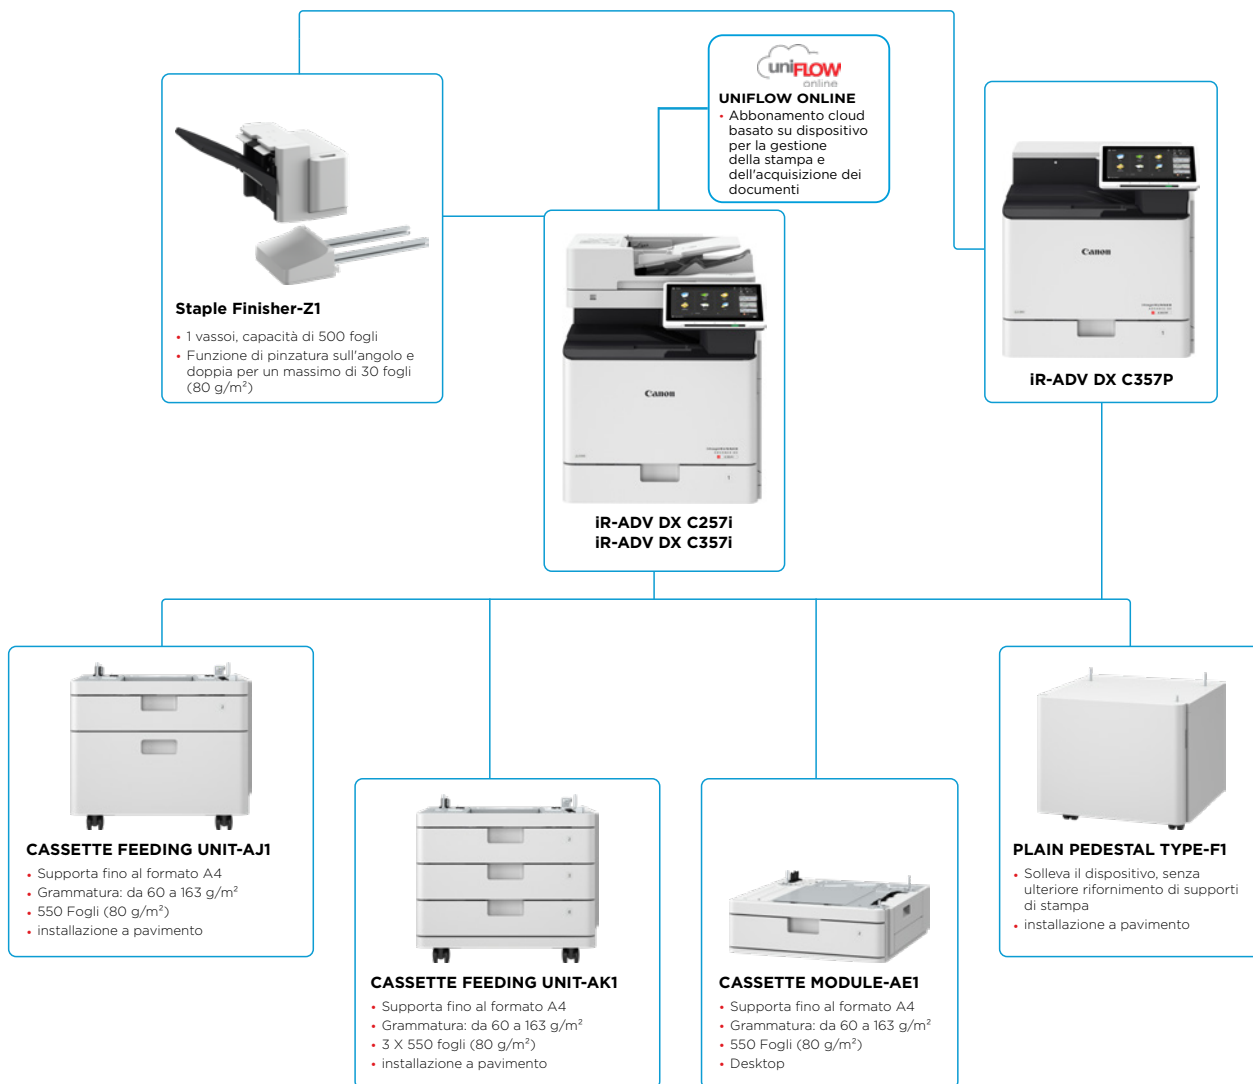 uniFLOW
online
UNIFLOW ONLINE
• Abbonamento cloud
basato su dispositivo
per la gestione
della stampa e
dell'acquisizione dei
documenti
Staple Finisher-Z1
• 1 vassoi, capacità di 500 fogli
• Funzione di pinzatura sull'angolo e
doppia per un massimo di 30 fogli
(80 g/m²)
Canon
iR-ADV DX C257i
iR-ADV DX C357i
Canon
iR-ADV DX C357P
CASSETTE FEEDING UNIT-AJ1
• Supporta fino al formato A4
• Grammatura: da 60 a 163 g/m²
• 550 Fogli (80 g/m²)
• installazione a pavimento
CASSETTE FEEDING UNIT-AK1
• Supporta fino al formato A4
• Grammatura: da 60 a 163 g/m²
• 3 X 550 fogli (80 g/m²)
• installazione a pavimento
CASSETTE MODULE-AE1
• Supporta fino al formato A4
• Grammatura: da 60 a 163 g/m²
• 550 Fogli (80 g/m²)
• Desktop
PLAIN PEDESTAL TYPE-F1
• Solleva il dispositivo, senza
ulteriore rifornimento di supporti
di stampa
• installazione a pavimento